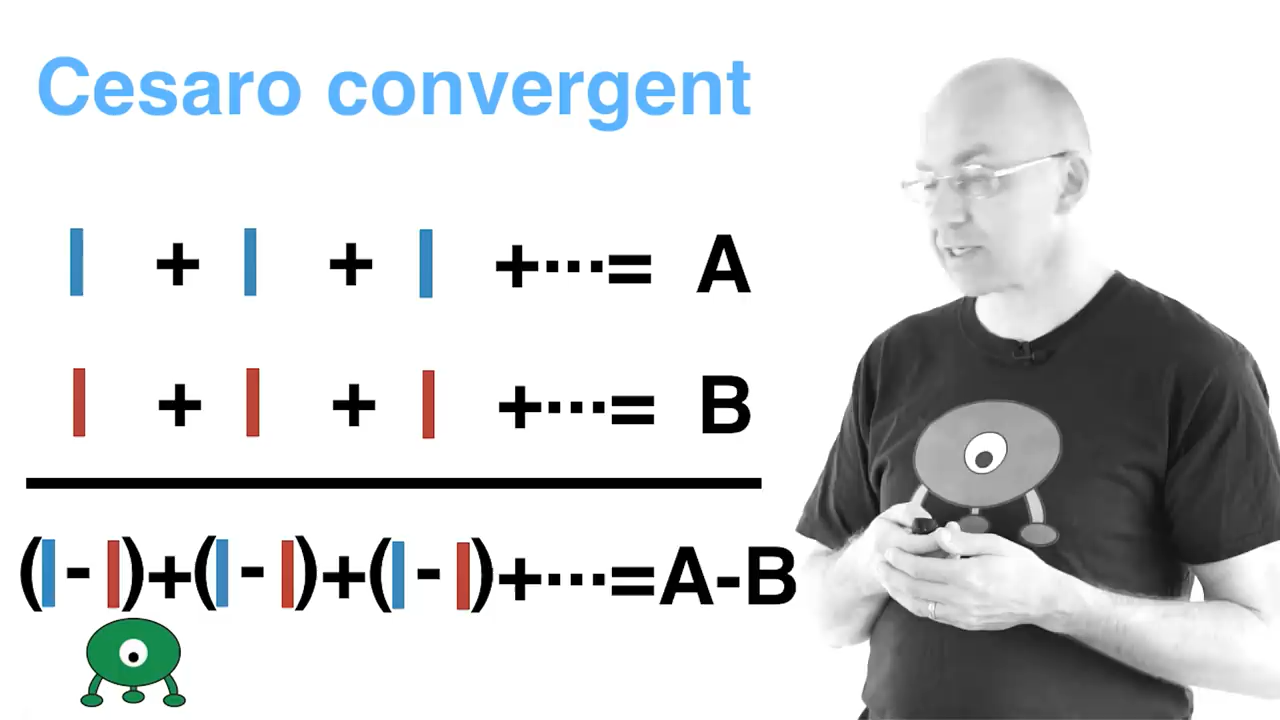 Cesaro convergent
| + | + | +···= A
| + | + | +···= B
(|-|)+(|-|)+(|-|)+···=A-B